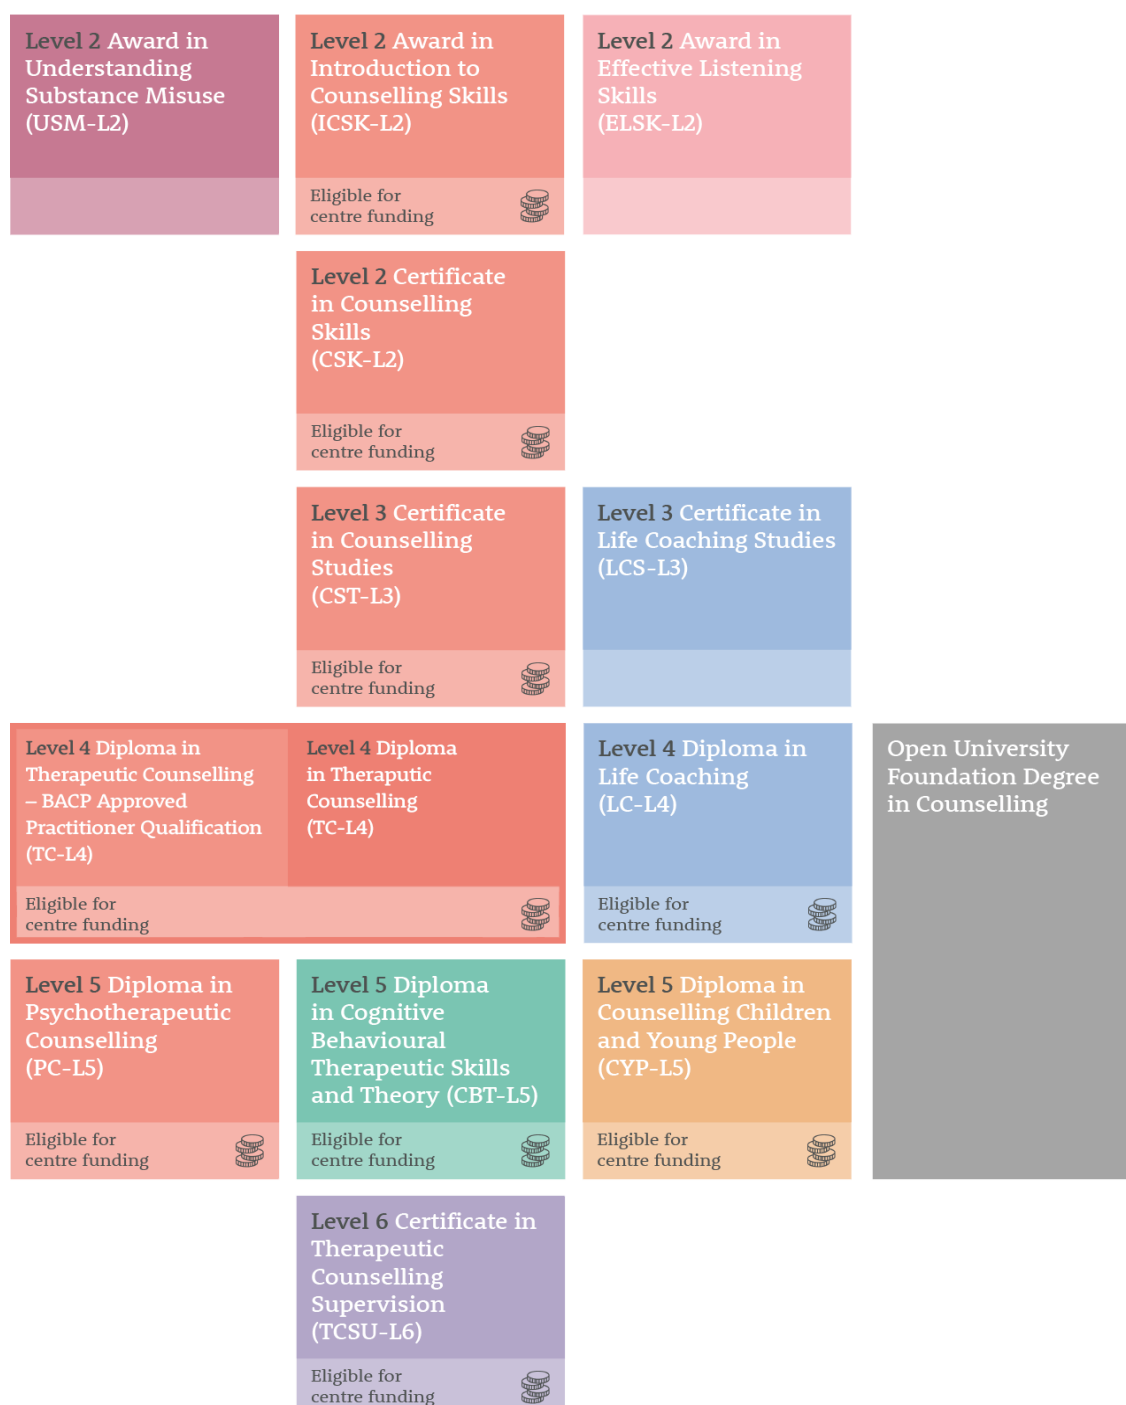 Level 2 Award in
Understanding
Substance Misuse
(USM-L2)
Level 2 Award in
Introduction to
Counselling Skills
(ICSK-L2)
Eligible for
centre funding
Level 2 Award in
Effective Listening
Skills
(ELSK-L2)
Level 2 Certificate
in Counselling
Skills
(CSK-L2)
Eligible for
centre funding
Level 3 Certificate
in Counselling
Studies
(CST-L3)
Eligible for
centre funding
Level 3 Certificate in
Life Coaching Studies
(LCS-L3)
Level 4 Diploma in
Therapeutic Counselling
– BACP Approved
Practitioner Qualification
(TC-L4)
Level 4 Diploma
in Theraputic
Counselling
(TC-L4)
Eligible for
centre funding
Level 4 Diploma in
Life Coaching
(LC-L4)
Eligible for
centre funding
Open University
Foundation Degree
in Counselling
Level 5 Diploma in
Psychotherapeutic
Counselling
(PC-L5)
Eligible for
centre funding
Level 5 Diploma
in Cognitive
Behavioural
Therapeutic Skills
and Theory (CBT-L5)
Eligible for
centre funding
Level 5 Diploma in
Counselling Children
and Young People
(CYP-L5)
Eligible for
centre funding
Level 6 Certificate in
Therapeutic
Counselling
Supervision
(TCSU-L6)
Eligible for
centre funding